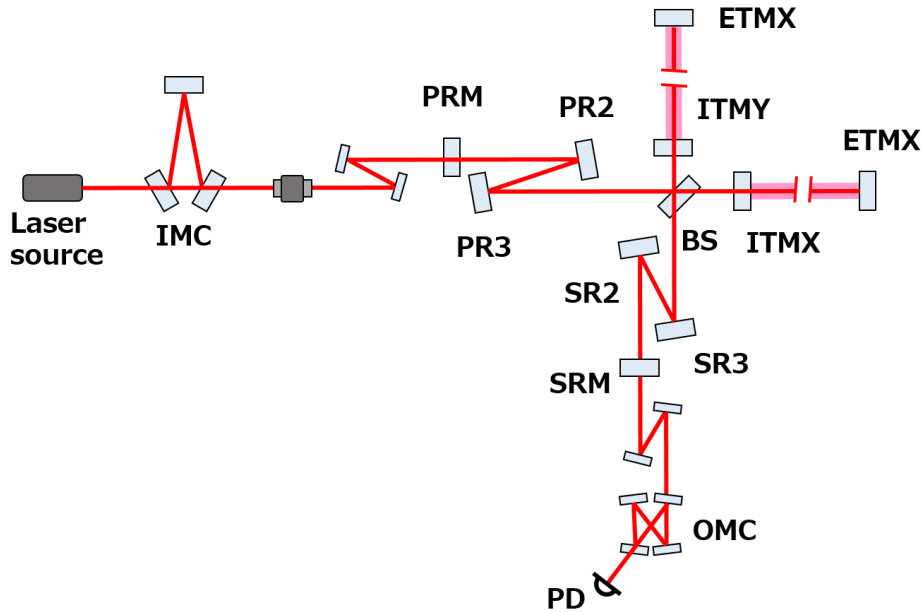 ETMX
PRM
PR2
ITMY
ETMX
Laser
source
IMC
PR3
BS
ITMX
SR2
SR3
SRM
OMC
PD